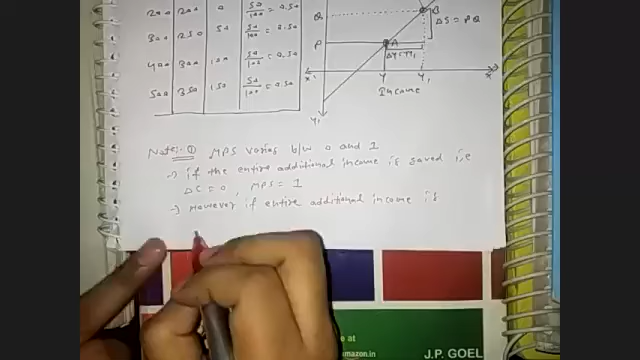 200 200 0 50/100 = 0.50
300 250 50 50/100 = 0.50
400 300 100 50/100 = 0.50
500 350 150 50/100 = 0.50
Q B ΔS = PQ
P A
ΔY=YY₁
X' Y Y₁ X
Income
Y₁
Note:- ① MPS varies b/w 0 and 1
→ if the entire additional income is saved i.e
ΔC = 0, MPS = 1
→ However if entire additional income is
at
amazon.in
J.P. GOEL